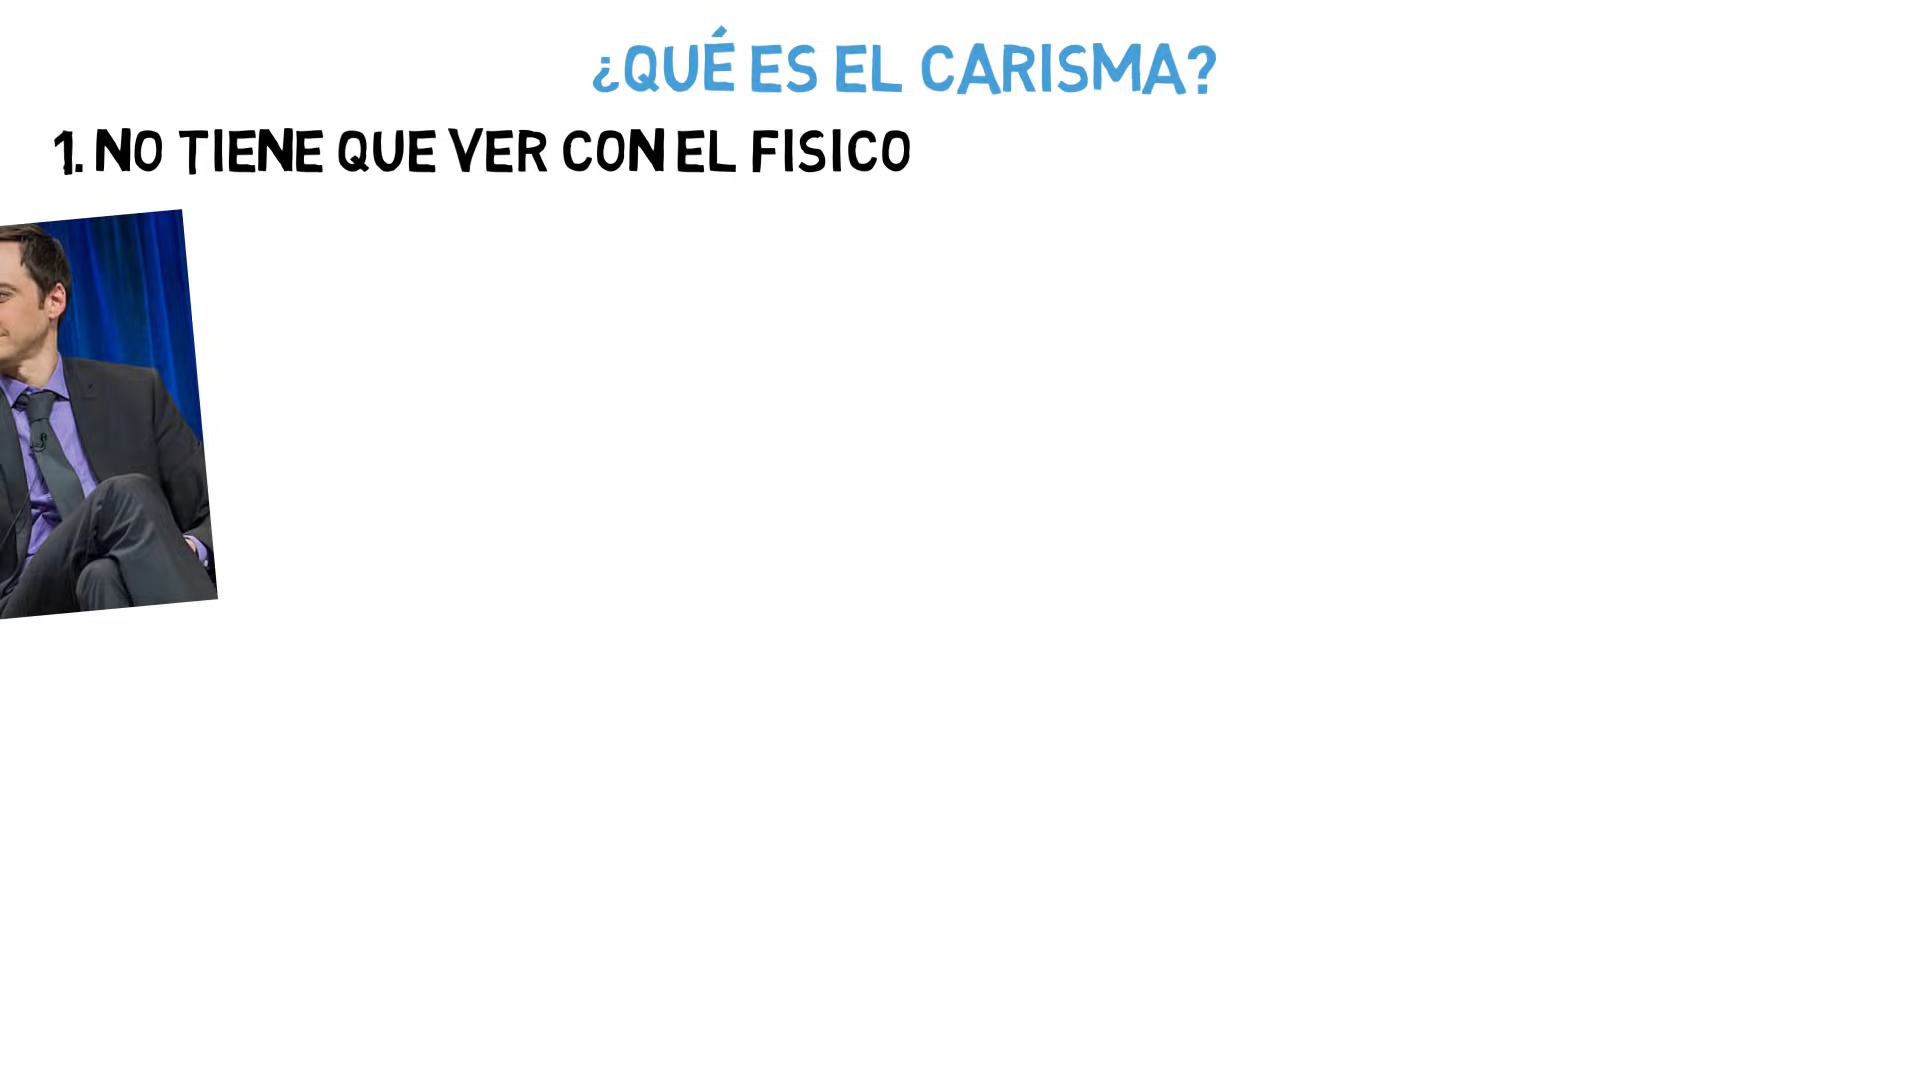 ¿QUÉ ES EL CARISMA?
1. NO TIENE QUE VER CON EL FISICO